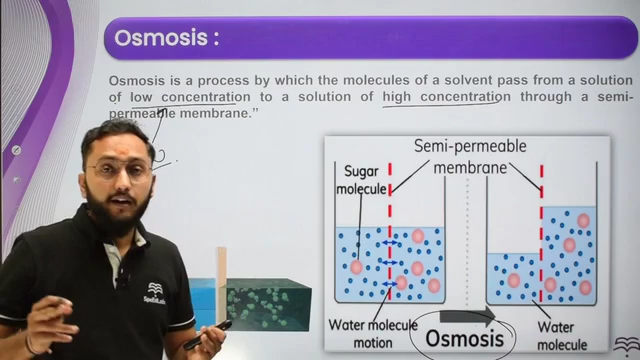 Osmosis :
Osmosis is a process by which the molecules of a solvent pass from a solution
of low concentration to a solution of high concentration through a semi-
permeable membrane.”
Semi-permeable
membrane
Sugar
molecule
Water molecule
motion
Osmosis
Water
molecule